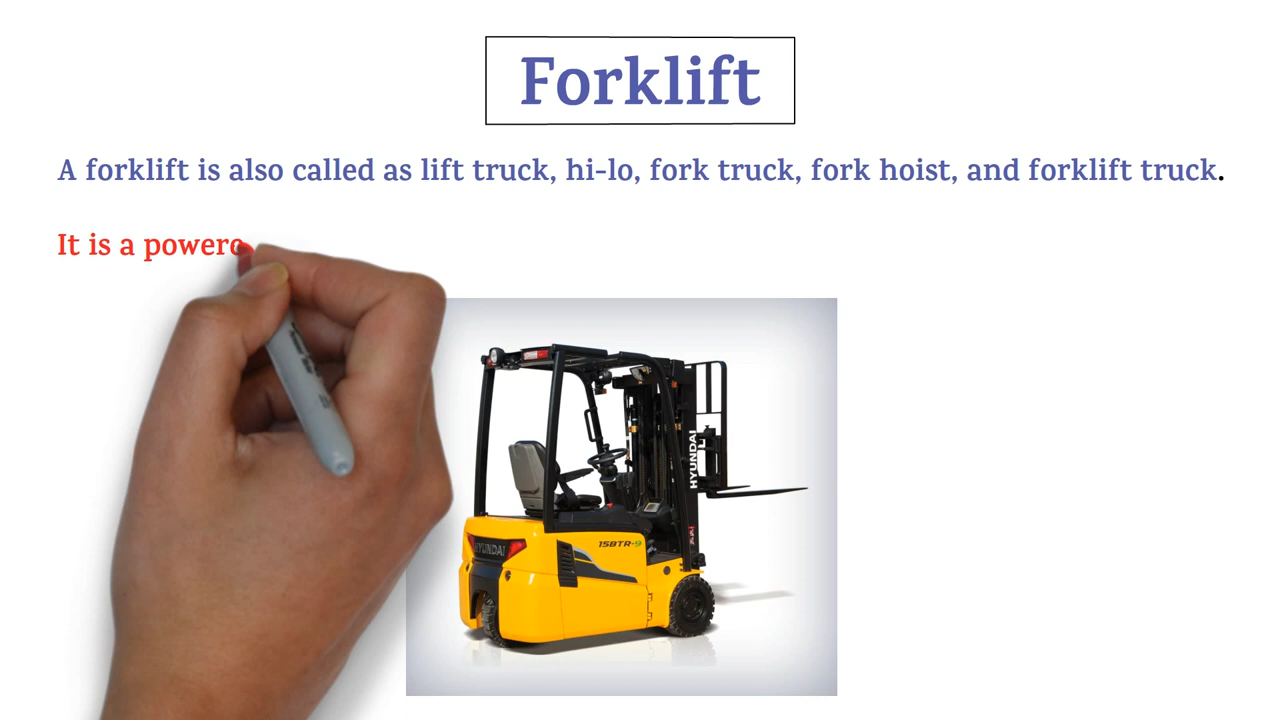 Forklift
A forklift is also called as lift truck, hi-lo, fork truck, fork hoist, and forklift truck.
It is a power
HYUNDAI
HYUNDAI
15BTR-9